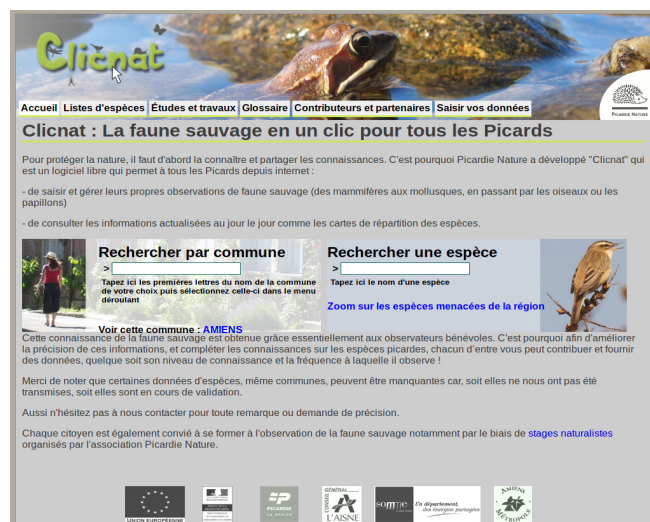 Clicnat
PICARDIE NATURE
Accueil Listes d'espèces Études et travaux Glossaire Contributeurs et partenaires Saisir vos données
Clicnat : La faune sauvage en un clic pour tous les Picards
Pour protéger la nature, il faut d'abord la connaître et partager les connaissances. C'est pourquoi Picardie Nature a développé "Clicnat" qui
est un logiciel libre qui permet à tous les Picards depuis internet :
- de saisir et gérer leurs propres observations de faune sauvage (des mammifères aux mollusques, en passant par les oiseaux ou les
papillons)
- de consulter les informations actualisées au jour le jour comme les cartes de répartition des espèces.
Rechercher par commune
>
Tapez ici les premières lettres du nom de la commune
de votre choix puis sélectionnez celle-ci dans le menu
déroulant
Voir cette commune : AMIENS
Rechercher une espèce
>
Tapez ici le nom d'une espèce
Zoom sur les espèces menacées de la région
Cette connaissance de la faune sauvage est obtenue grâce essentiellement aux observateurs bénévoles. C'est pourquoi afin d'améliorer
la précision de ces informations, et compléter les connaissances sur les espèces picardes, chacun d'entre vous peut contribuer et fournir
des données, quelque soit son niveau de connaissance et la fréquence à laquelle il observe !
Merci de noter que certaines données d'espèces, même communes, peuvent être manquantes car, soit elles ne nous ont pas été
transmises, soit elles sont en cours de validation.
Aussi n'hésitez pas à nous contacter pour toute remarque ou demande de précision.
Chaque citoyen est également convié à se former à l'observation de la faune sauvage notamment par le biais de stages naturalistes
organisés par l'association Picardie Nature.
UNION EUROPÉENNE
PICARDIE
LA RÉGION
CONSEIL GÉNÉRAL
L'AISNE
somme
Un département,
des énergies partagées
AMIENS
MÉTROPOLE